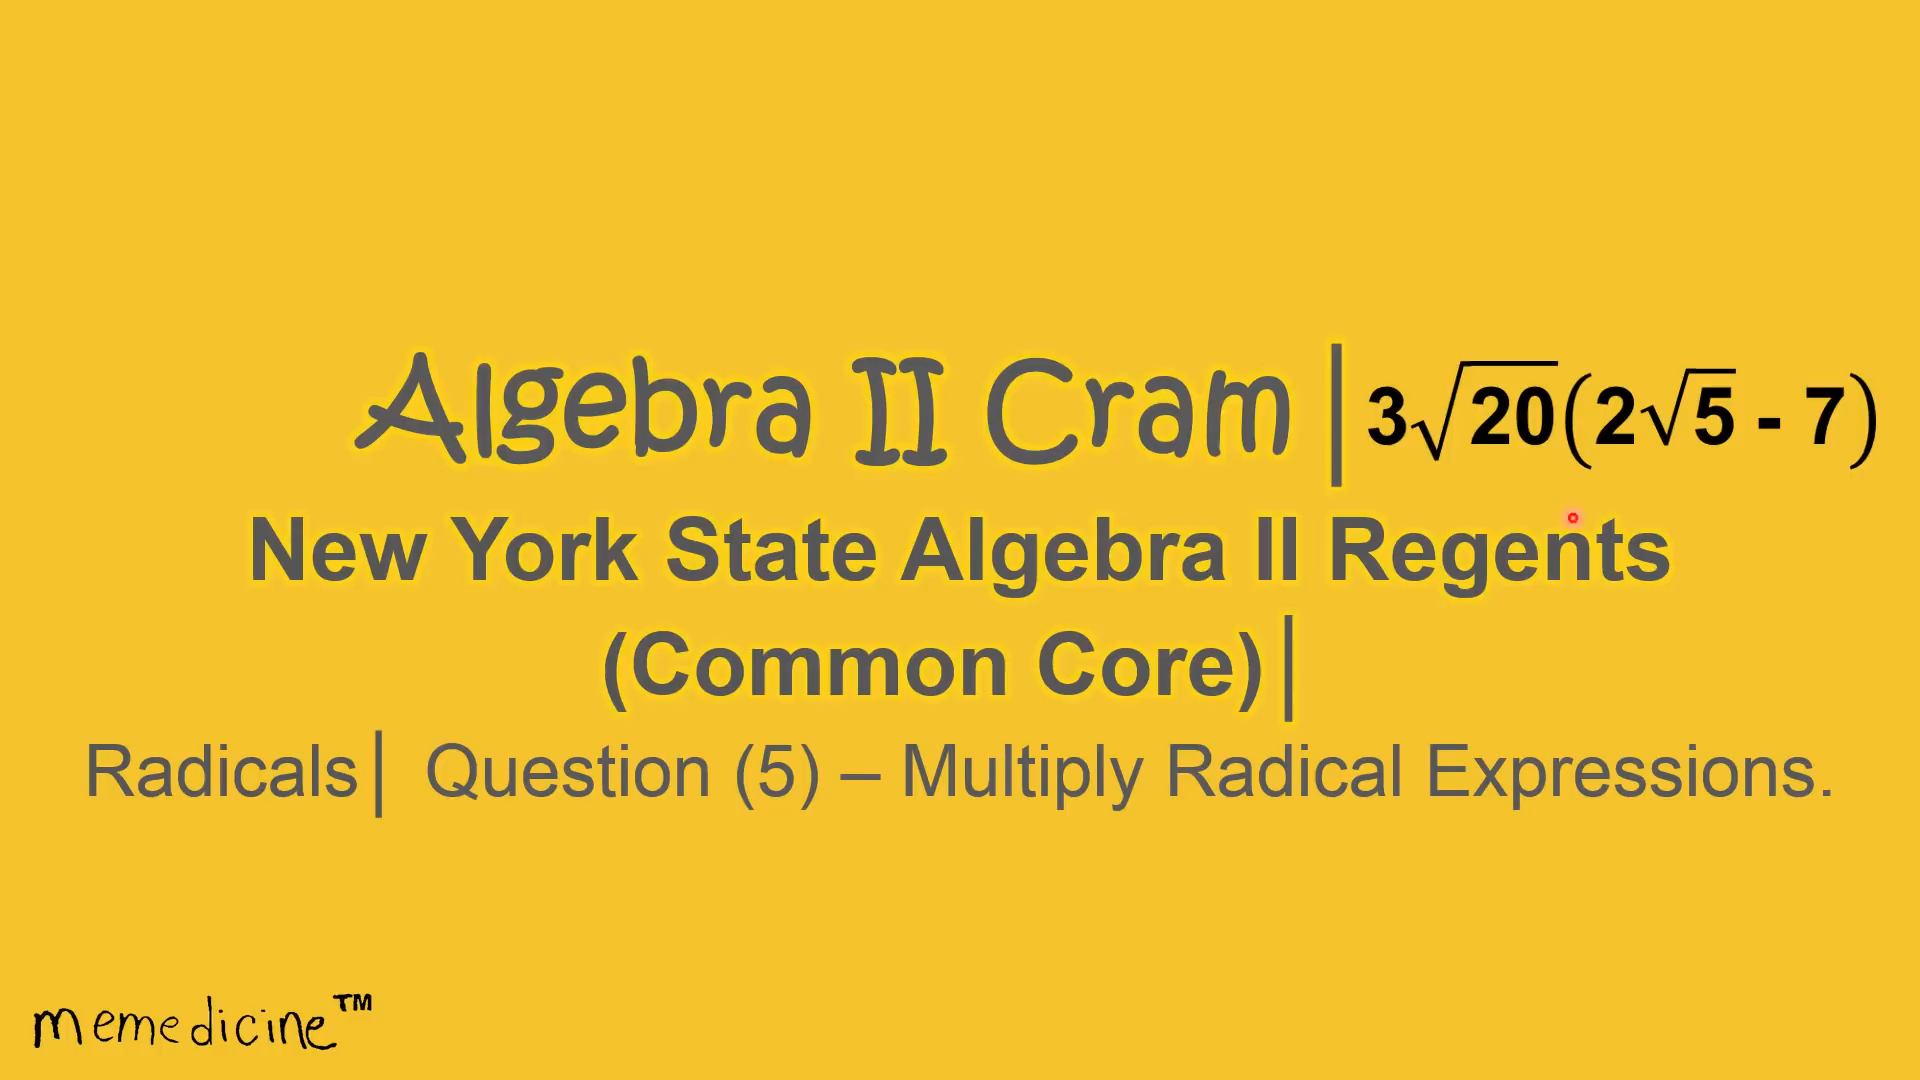 Algebra II Cram│3√20(2√5 - 7)
New York State Algebra II Regents
(Common Core)│
Radicals│ Question (5) – Multiply Radical Expressions.
memedicine™